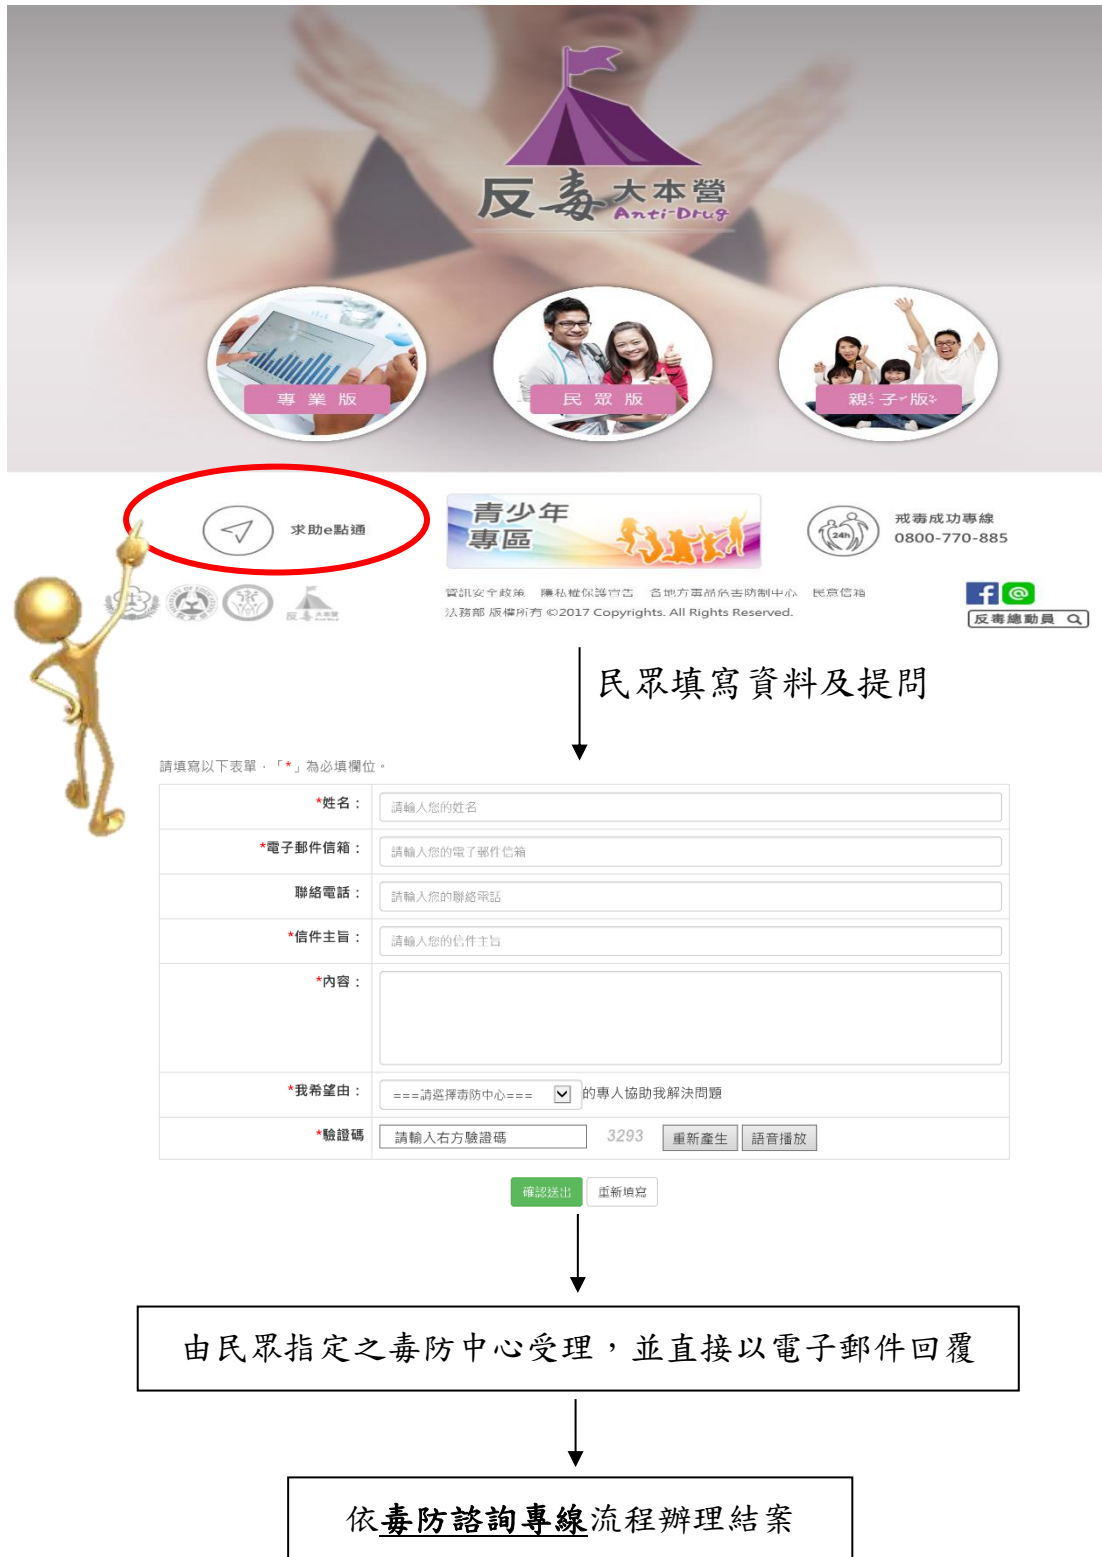 反毒大本營
Anti-Drug
專業版
民眾版
親子版
求助e點通
青少年
專區
24h
戒毒成功專線
0800-770-885
資訊安全政策 隱私權保護宣告 各地方毒品危害防制中心 民意信箱
法務部 版權所有 ©2017 Copyrights. All Rights Reserved.
反毒大本營
反毒總動員
民眾填寫資料及提問
請填寫以下表單，「*」為必填欄位。
*姓名：
請輸入您的姓名
*電子郵件信箱：
請輸入您的電子郵件信箱
聯絡電話：
請輸入您的聯絡電話
*信件主旨：
請輸入您的信件主旨
*內容：
*我希望由：
===請選擇毒防中心=== 的專人協助我解決問題
*驗證碼
請輸入右方驗證碼 3293 重新產生 語音播放
確認送出 重新填寫
由民眾指定之毒防中心受理，並直接以電子郵件回覆
依毒防諮詢專線流程辦理結案